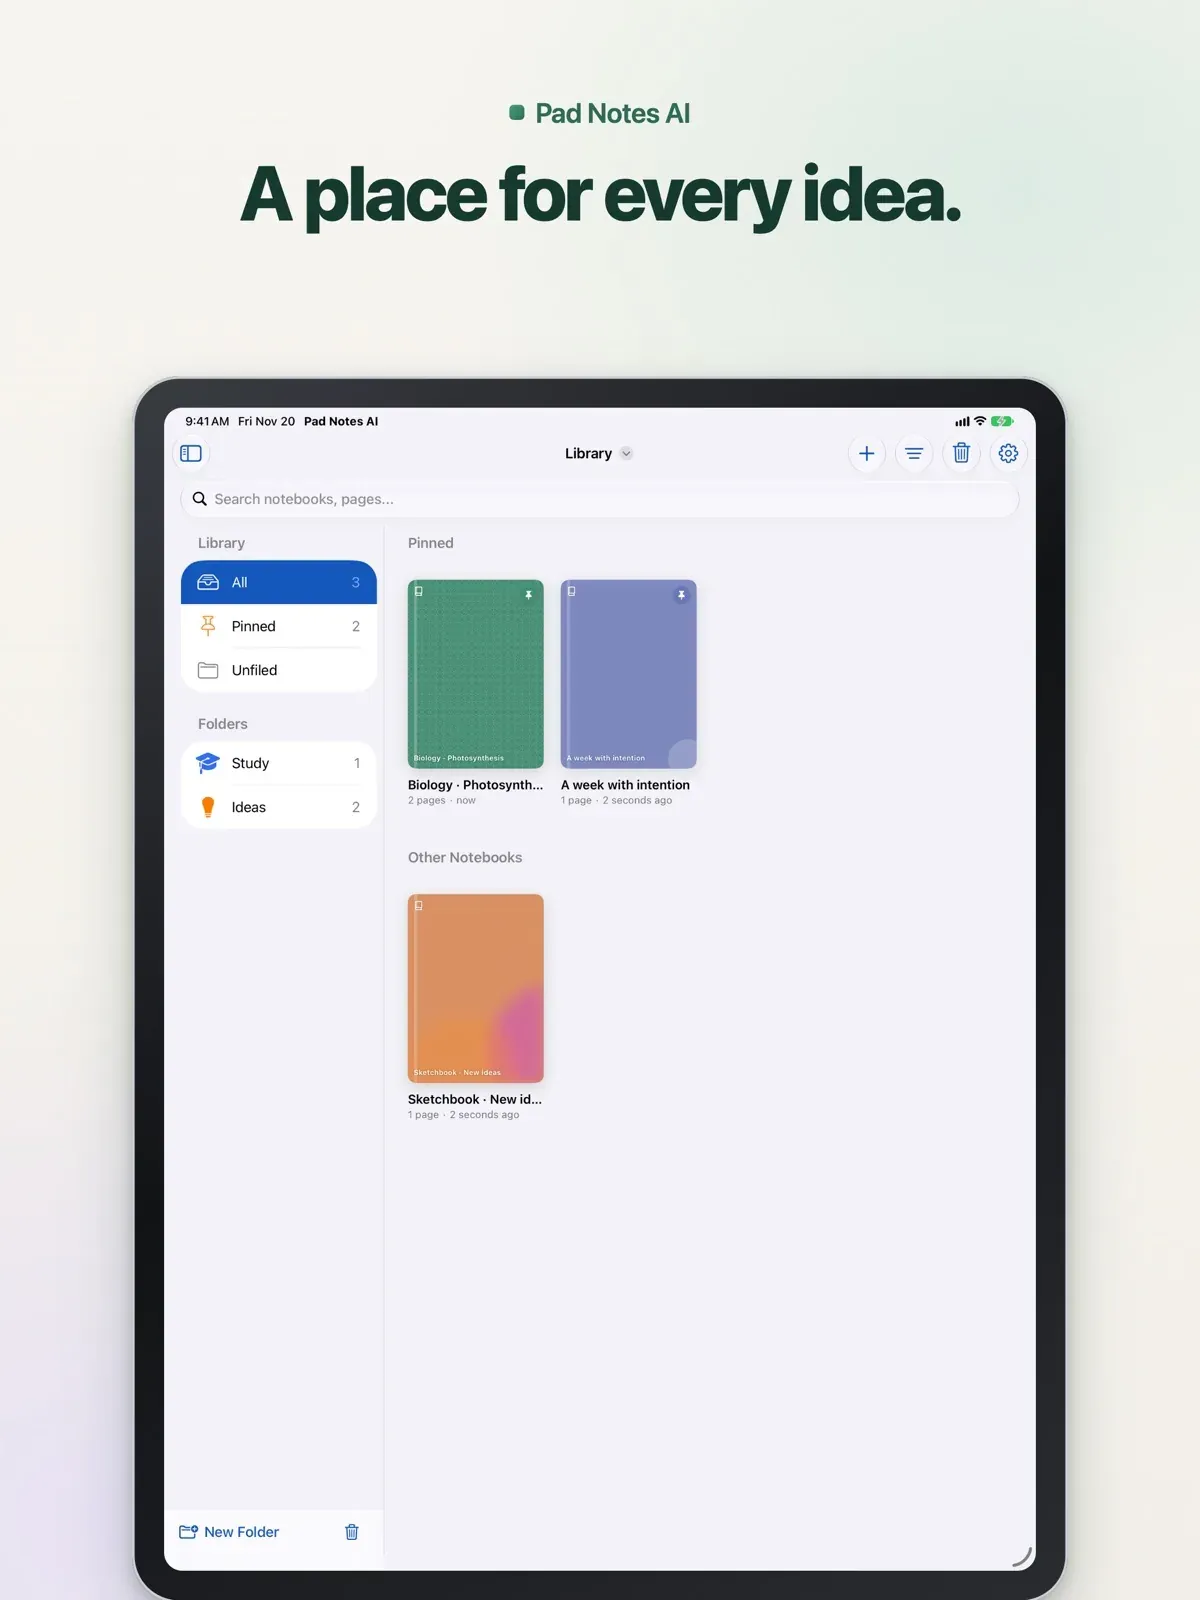 Pad Notes AI
A place for every idea.
9:41 AM Fri Nov 20 Pad Notes AI
Library
Search notebooks, pages...
Library
All 3
Pinned 2
Unfiled
Folders
Study 1
Ideas 2
Pinned
Biology · Photosynthesis
Biology · Photosynth...
2 pages · now
A week with intention
A week with intention
1 page · 2 seconds ago
Other Notebooks
Sketchbook · New ideas
Sketchbook · New id...
1 page · 2 seconds ago
New Folder